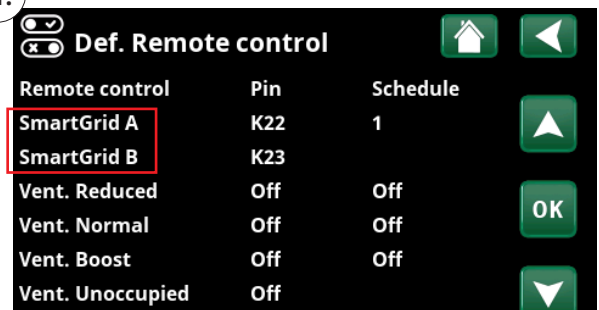 Def. Remote control
Remote control Pin Schedule
SmartGrid A K22 1
SmartGrid B K23
Vent. Reduced Off Off
OK
Vent. Normal Off Off
Vent. Boost Off Off
Vent. Unoccupied Off